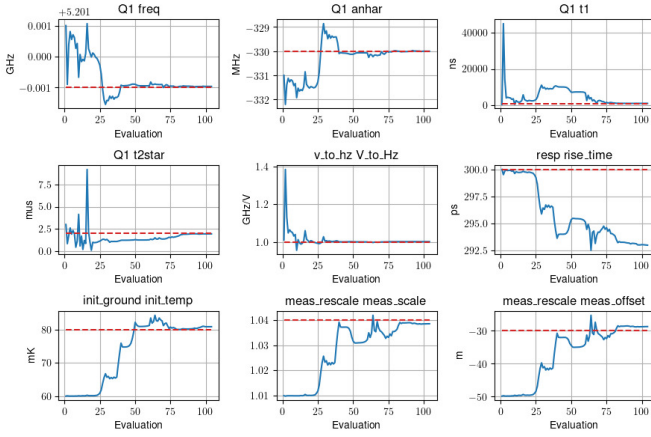 Q1 freq
+5.201
0.001
0.000
−0.001
GHz
0 25 50 75 100
Evaluation
Q1 anhar
−329
−330
−331
−332
MHz
0 25 50 75 100
Evaluation
Q1 t1
40000
20000
0
ns
0 25 50 75 100
Evaluation
Q1 t2star
7.5
5.0
2.5
0.0
mus
0 25 50 75 100
Evaluation
v_to_hz V_to_Hz
1.4
1.2
1.0
GHz/V
0 25 50 75 100
Evaluation
resp rise_time
300.0
297.5
295.0
292.5
ps
0 25 50 75 100
Evaluation
init_ground init_temp
80
70
60
mK
0 25 50 75 100
Evaluation
meas_rescale meas_scale
1.04
1.03
1.02
1.01
0 25 50 75 100
Evaluation
meas_rescale meas_offset
−30
−40
−50
m
0 25 50 75 100
Evaluation